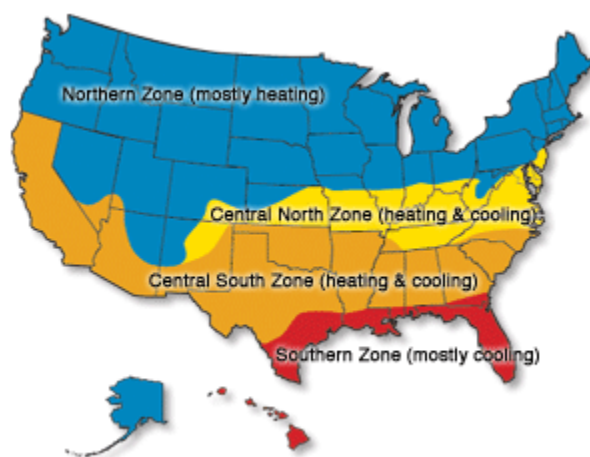 Northern Zone (mostly heating)
Central North Zone (heating & cooling)
Central South Zone (heating & cooling)
Southern Zone (mostly cooling)